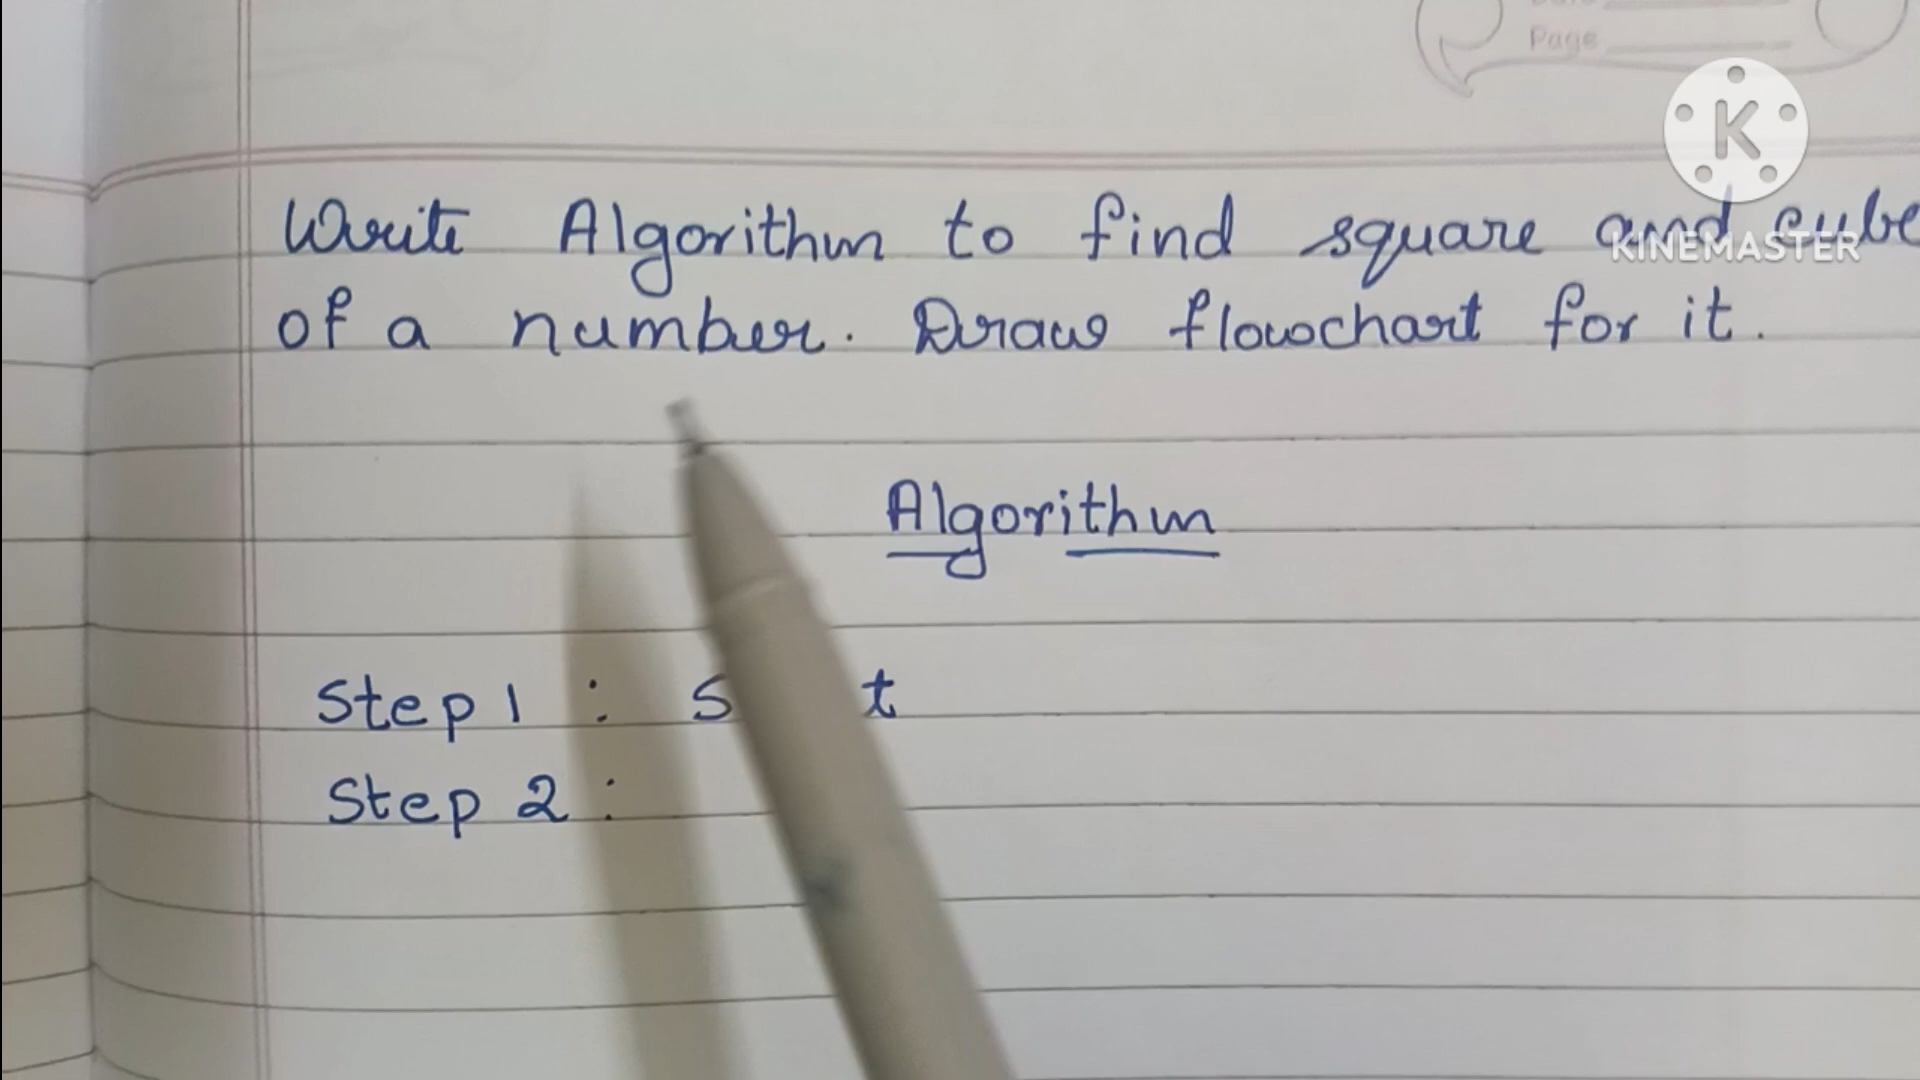 Page
K
KINEMASTER
Write Algorithm to find square and cube
of a number. Draw flowchart for it.
Algorithm
Step 1 : S t
Step 2 :